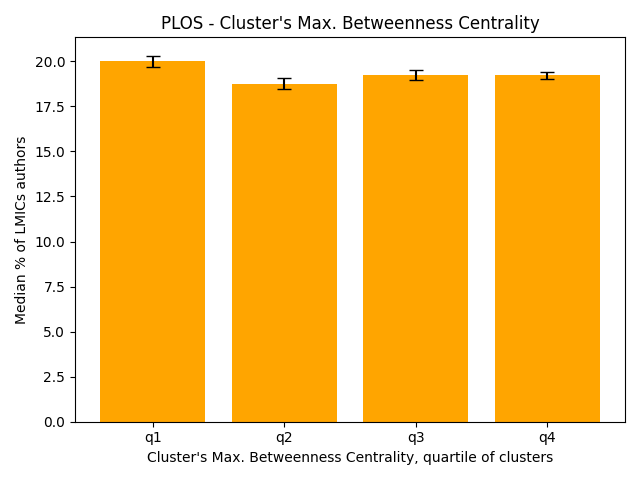 PLOS - Cluster's Max. Betweenness Centrality
Median % of LMICs authors
20.0
17.5
15.0
12.5
10.0
7.5
5.0
2.5
0.0
q1 q2 q3 q4
Cluster's Max. Betweenness Centrality, quartile of clusters